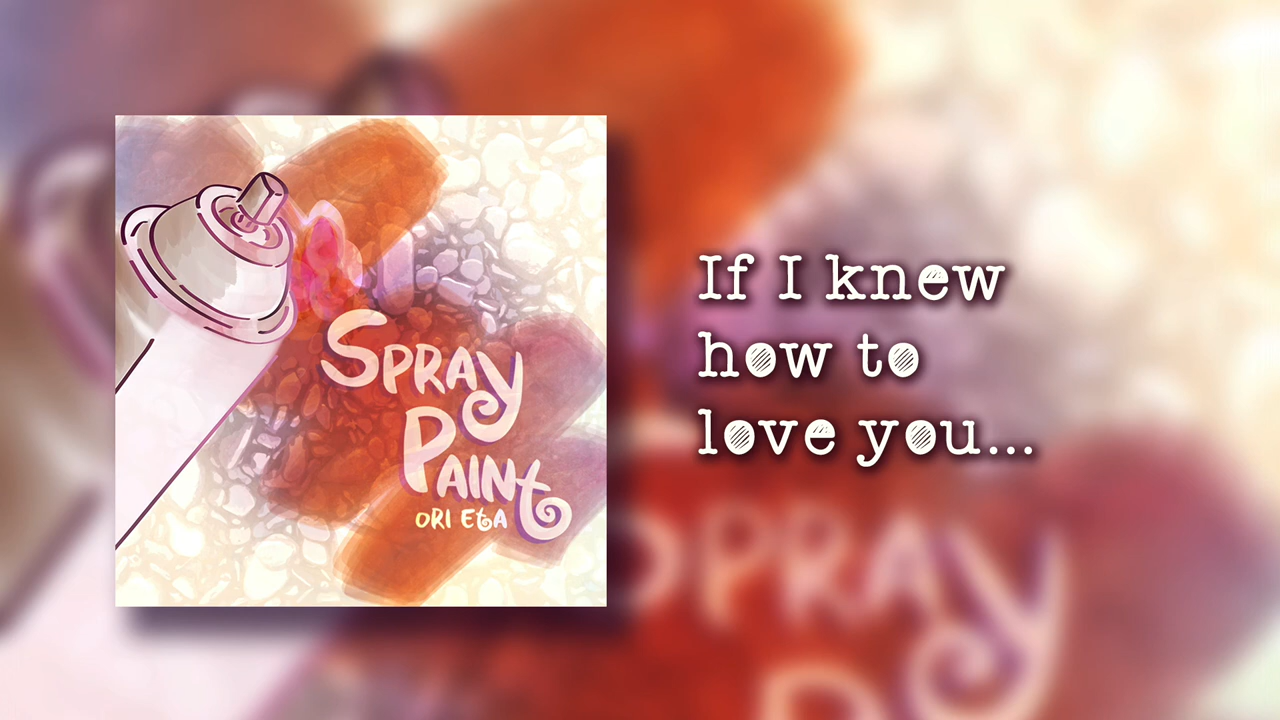 Spray
Paint
ORI EtA
If I knew
how to
love you...